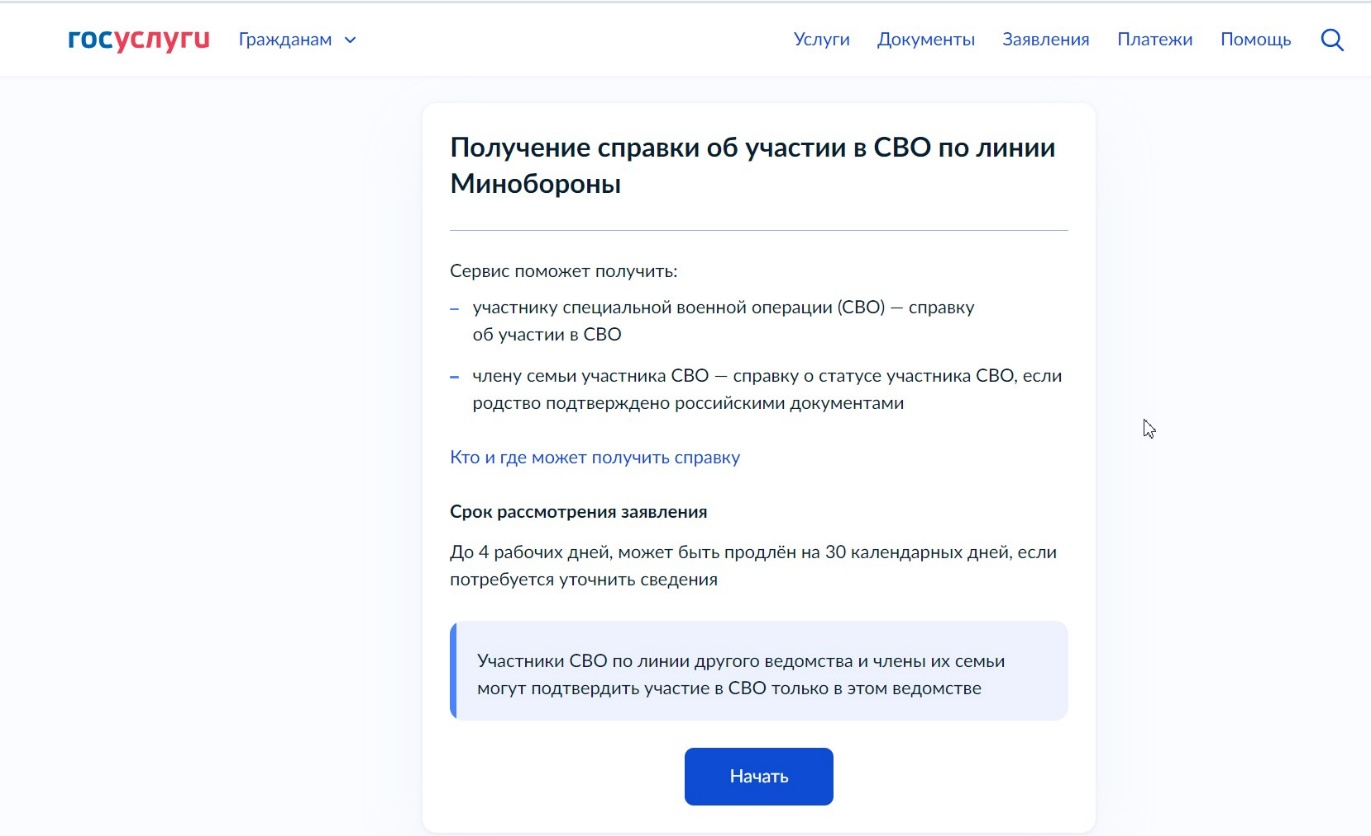 госуслуги Гражданам Услуги Документы Заявления Платежи Помощь
Получение справки об участии в СВО по линии
Минобороны
Сервис поможет получить:
– участнику специальной военной операции (СВО) — справку
об участии в СВО
– члену семьи участника СВО — справку о статусе участника СВО, если
родство подтверждено российскими документами
Кто и где может получить справку
Срок рассмотрения заявления
До 4 рабочих дней, может быть продлён на 30 календарных дней, если
потребуется уточнить сведения
Участники СВО по линии другого ведомства и члены их семьи
могут подтвердить участие в СВО только в этом ведомстве
Начать